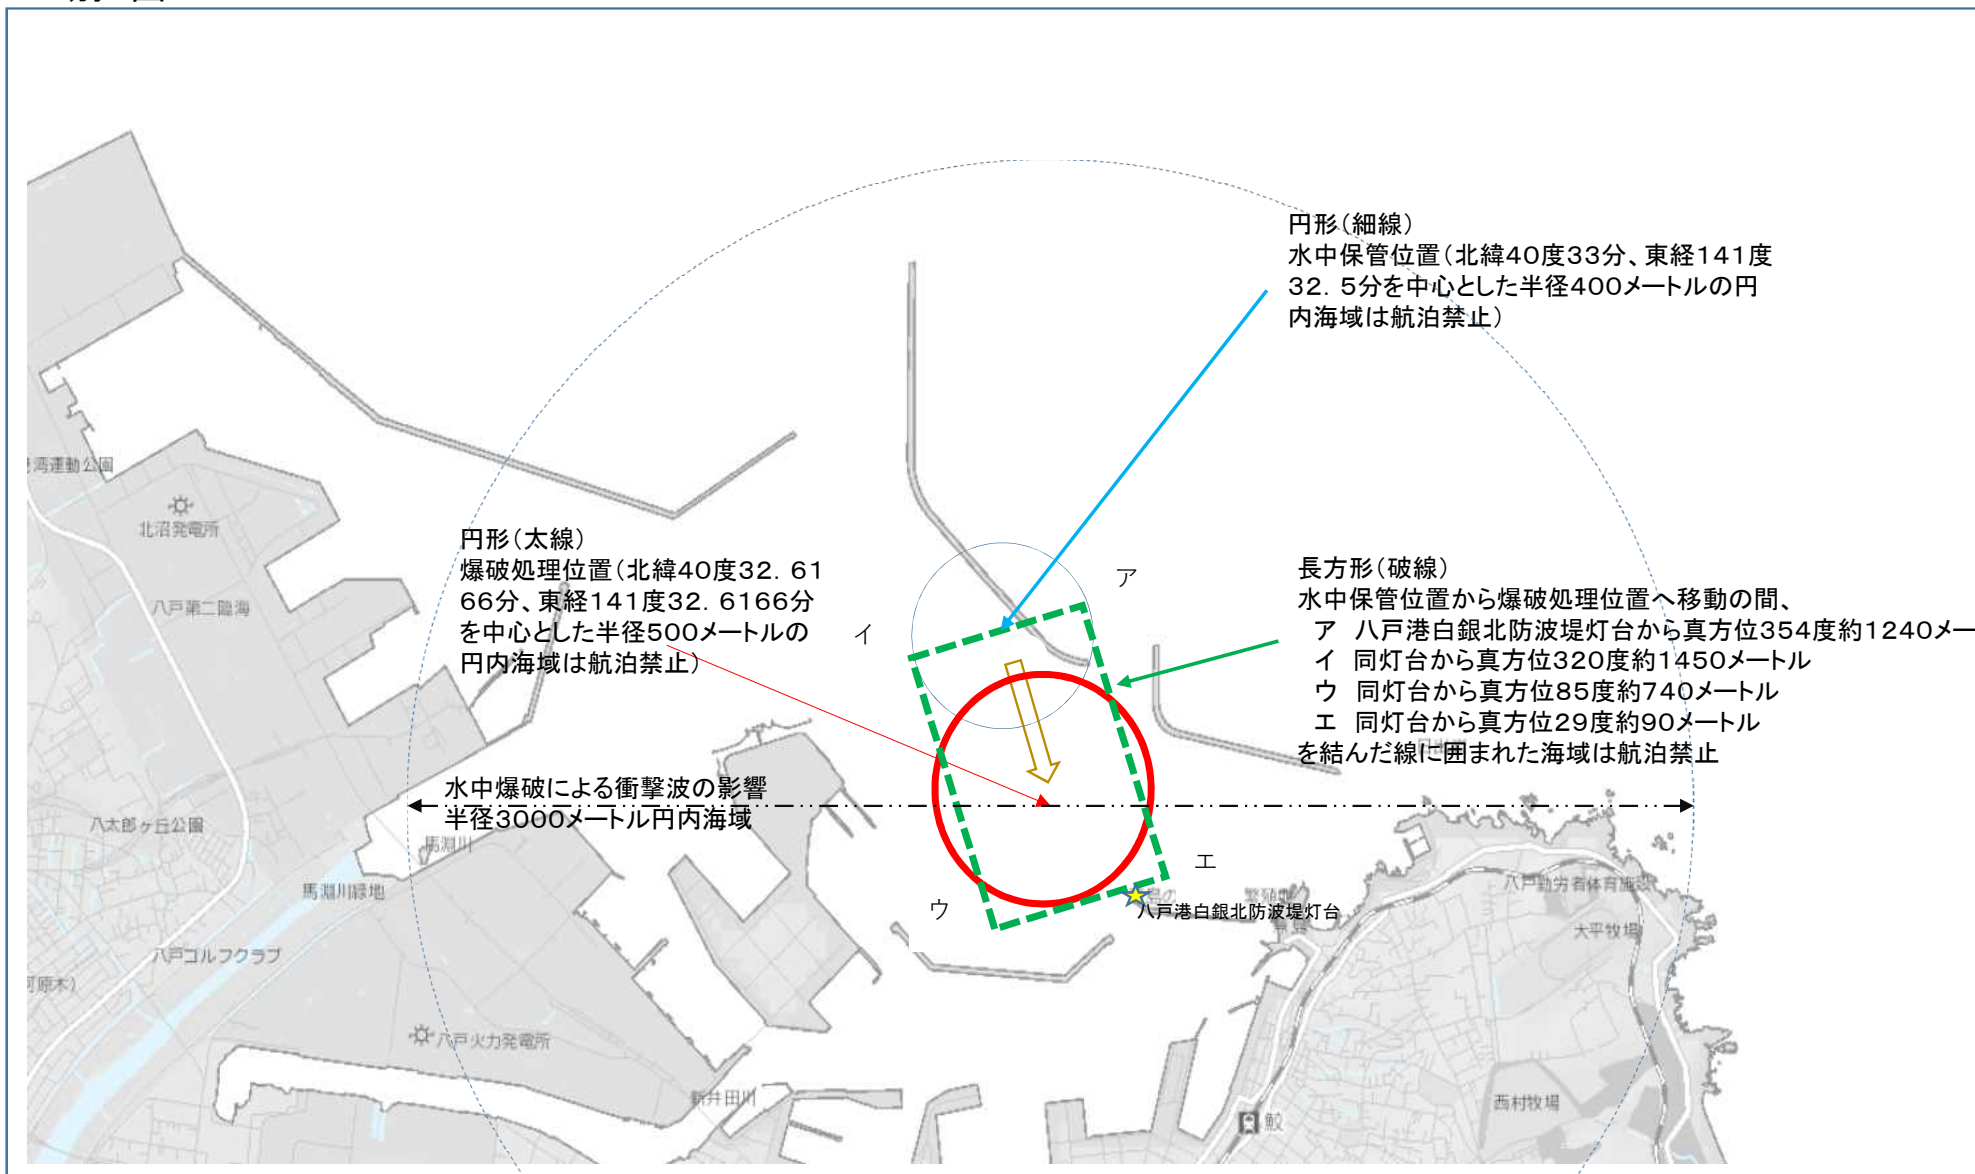 円形（細線）
水中保管位置（北緯40度33分、東経141度
32．5分を中心とした半径400メートルの円
内海域は航泊禁止）
円形（太線）
爆破処理位置（北緯40度32．61
66分、東経141度32．6166分
を中心とした半径500メートルの
円内海域は航泊禁止）
長方形（破線）
水中保管位置から爆破処理位置へ移動の間、
ア　八戸港白銀北防波堤灯台から真方位354度約1240メー
イ　同灯台から真方位320度約1450メートル
ウ　同灯台から真方位85度約740メートル
エ　同灯台から真方位29度約90メートル
を結んだ線に囲まれた海域は航泊禁止
ア
イ
ウ
エ
水中爆破による衝撃波の影響
半径3000メートル円内海域
八戸港白銀北防波堤灯台
湾運動公園
北沼発電所
八戸第二臨海
八太郎ヶ丘公園
馬淵川
馬淵川緑地
八戸ゴルフクラブ
河原木）
八戸火力発電所
新井田川
鮫
八戸勤労者体育施設
大平牧場
西村牧場